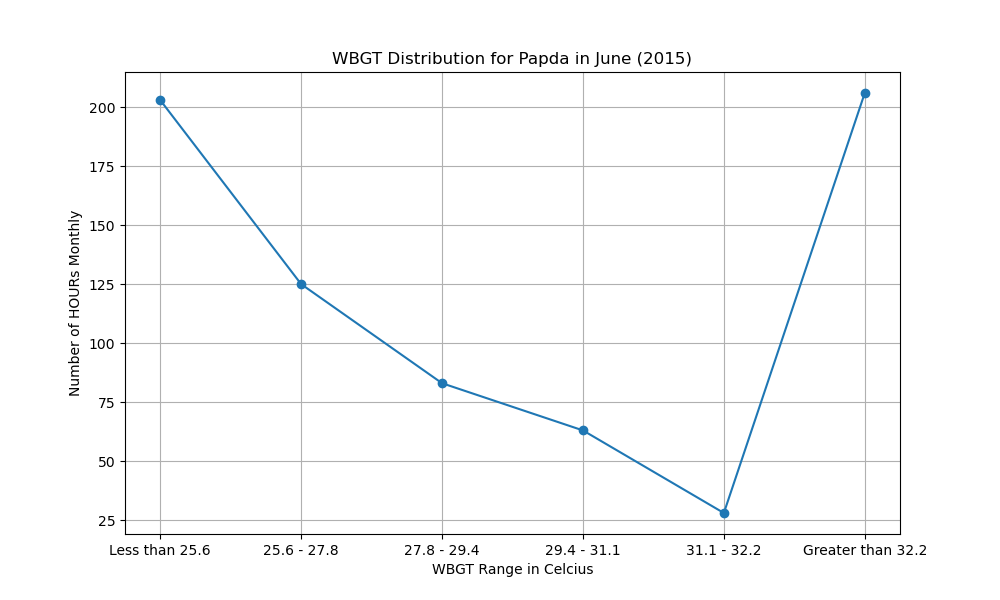 WBGT Distribution for Papda in June (2015)
Number of HOURs Monthly
200
175
150
125
100
75
50
25
Less than 25.6
25.6 - 27.8
27.8 - 29.4
29.4 - 31.1
31.1 - 32.2
Greater than 32.2
WBGT Range in Celcius